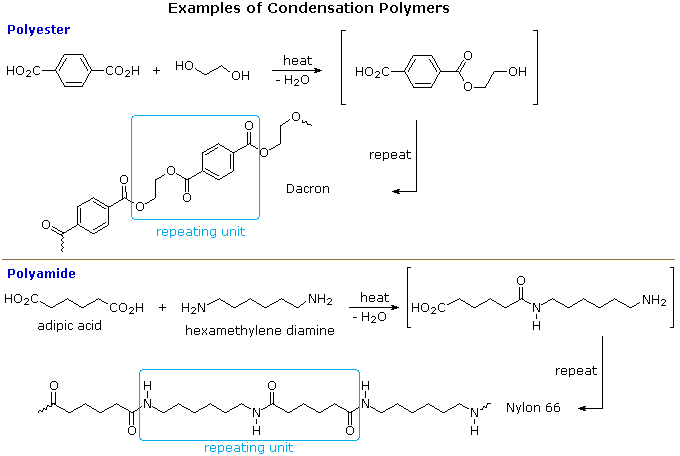 Examples of Condensation Polymers
Polyester
HO2C
CO2H
+
HO
OH
heat
- H2O
HO2C
O
O
OH
repeat
O
O
O
O
O
O
O
O
Dacron
repeating unit
Polyamide
HO2C
CO2H
adipic acid
+
H2N
NH2
hexamethylene diamine
heat
- H2O
HO2C
O
N
H
NH2
repeat
O
O
H
N
N
H
O
O
H
N
N
H
Nylon 66
repeating unit